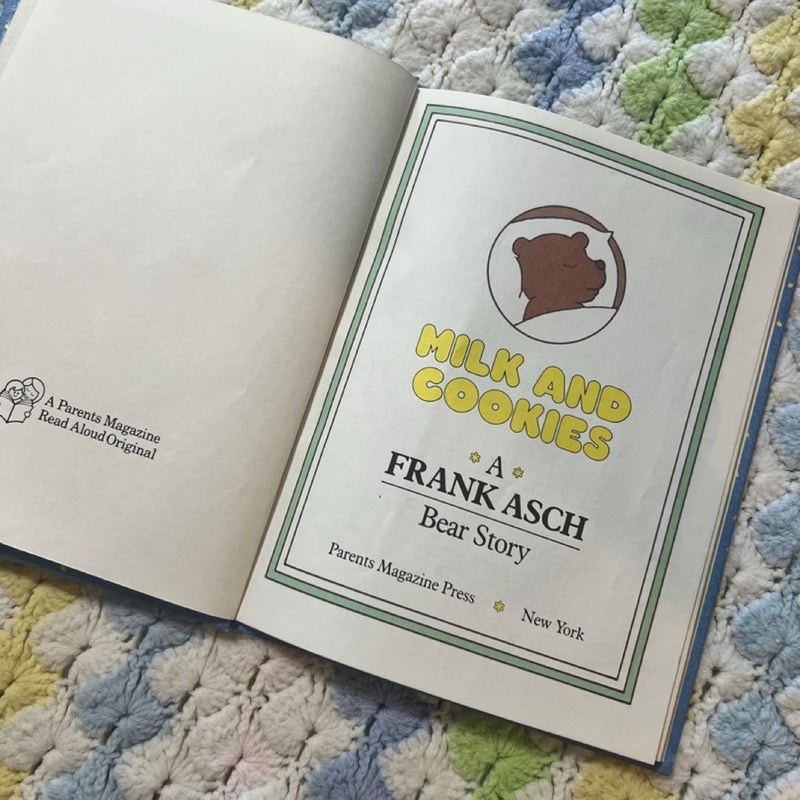 A Parents Magazine
Read Aloud Original
MILK AND
COOKIES
A
FRANK ASCH
Bear Story
Parents Magazine Press
New York